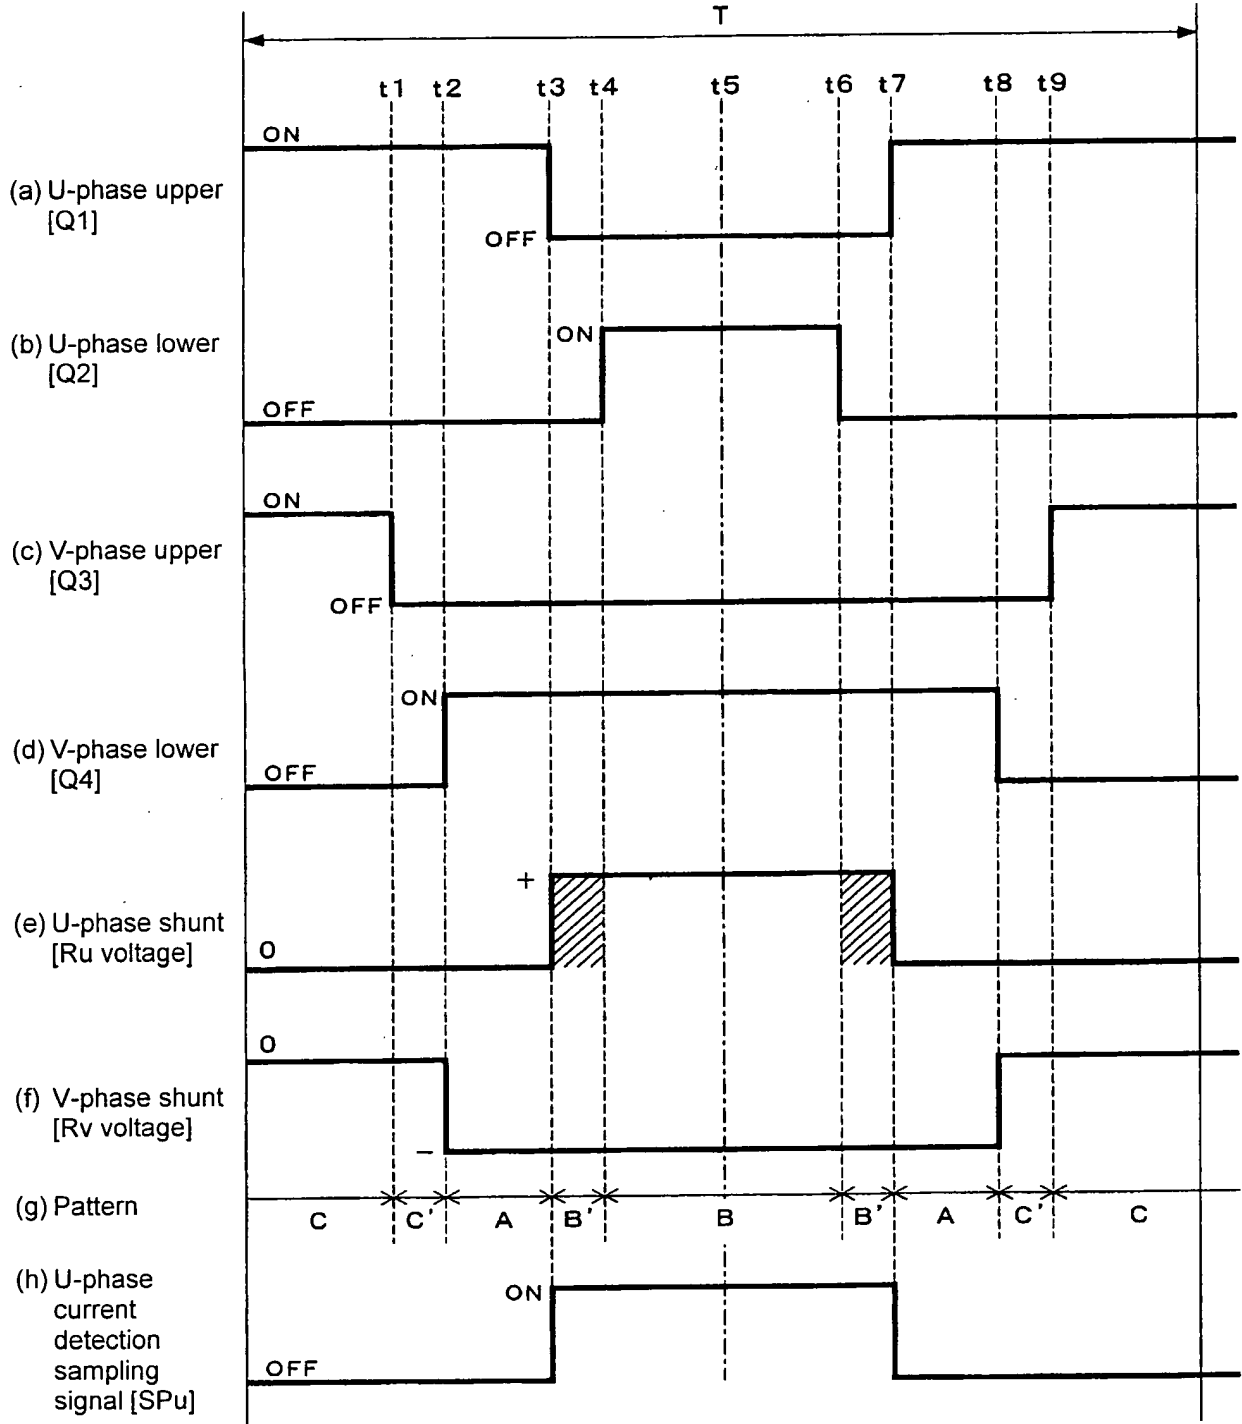 T
t1 t2 t3 t4 t5 t6 t7 t8 t9
ON
(a) U-phase upper
[Q1]
OFF
ON
(b) U-phase lower
[Q2]
OFF
ON
(c) V-phase upper
[Q3]
OFF
ON
(d) V-phase lower
[Q4]
OFF
+
(e) U-phase shunt
[Ru voltage]
0
0
(f) V-phase shunt
[Rv voltage]
−
(g) Pattern
C C' A B' B B' A C' C
(h) U-phase
current
detection
sampling
signal [SPu]
ON
OFF